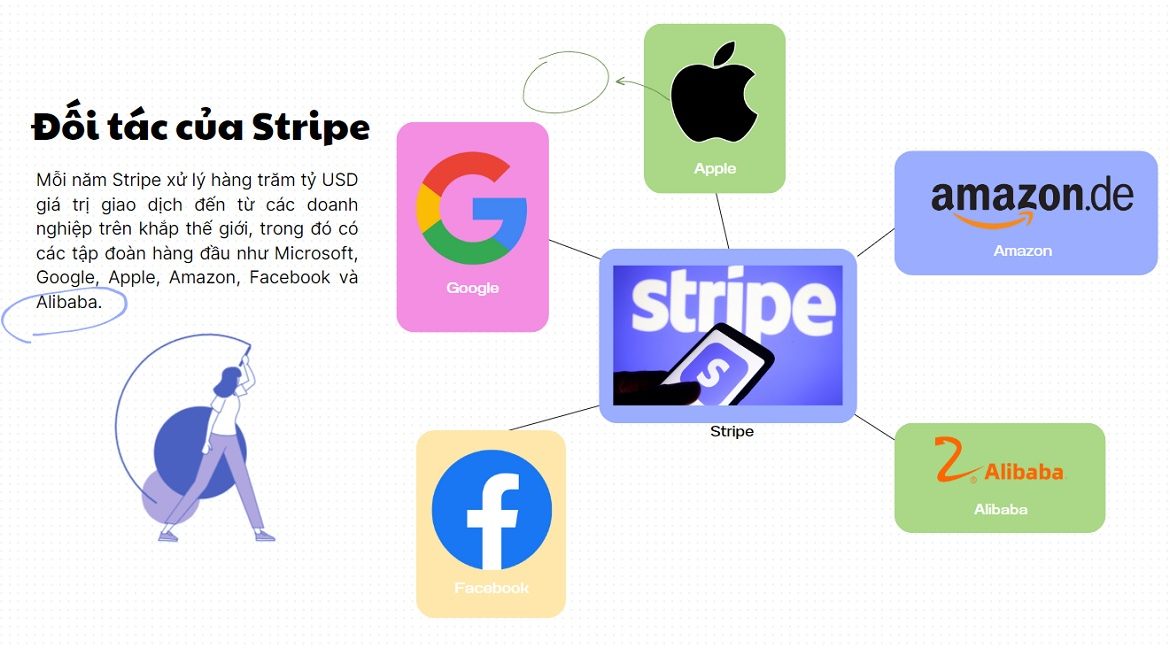 Đối tác của Stripe
Mỗi năm Stripe xử lý hàng trăm tỷ USD
giá trị giao dịch đến từ các doanh
nghiệp trên khắp thế giới, trong đó có
các tập đoàn hàng đầu như Microsoft,
Google, Apple, Amazon, Facebook và
Alibaba.
Apple
G
Google
amazon.de
Amazon
stripe
S
Stripe
f
Facebook
Alibaba
Alibaba